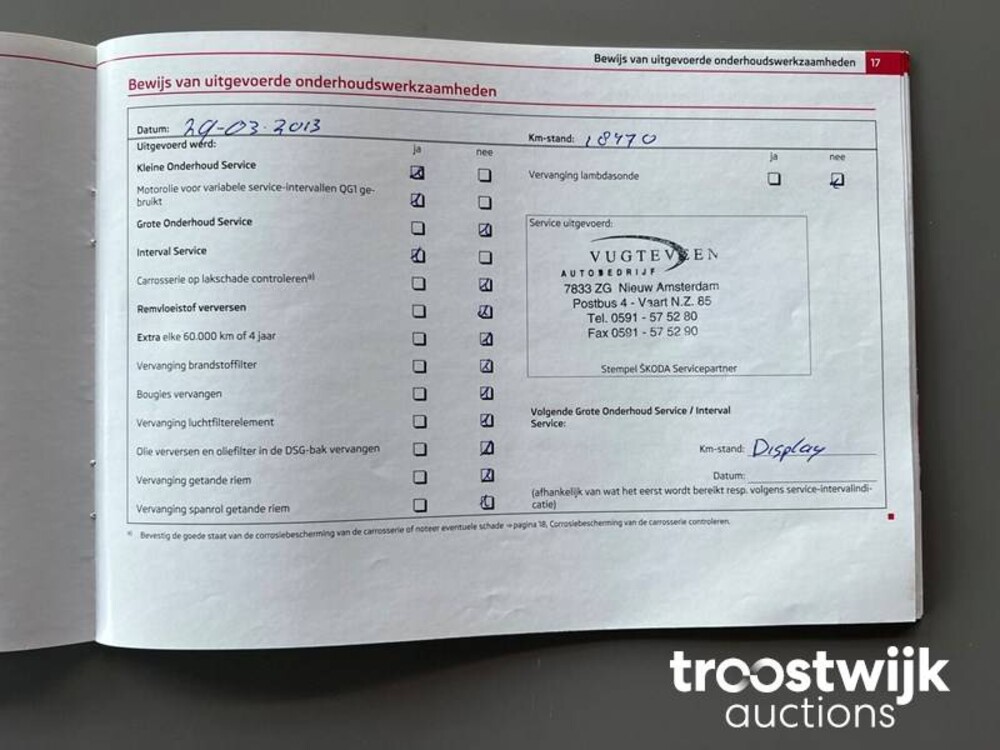 Bewijs van uitgevoerde onderhoudswerkzaamheden 17
Bewijs van uitgevoerde onderhoudswerkzaamheden
Datum: 29-03-2013
Km-stand: 18970
Uitgevoerd werd:
ja nee
Kleine Onderhoud Service
Motorolie voor variabele service-intervallen QG1 ge-
bruikt
Grote Onderhoud Service
Interval Service
Carrosserie op lakschade controleren a)
Remvloeistof verversen
Extra elke 60.000 km of 4 jaar
Vervanging brandstoffilter
Bougies vervangen
Vervanging luchtfilterelement
Olie verversen en oliefilter in de DSG-bak vervangen
Vervanging getande riem
Vervanging spanrol getande riem
ja nee
Vervanging lambdasonde
Service uitgevoerd:
VUGTEVEEN
AUTOBEDRIJF
7833 ZG Nieuw Amsterdam
Postbus 4 - Vaart N.Z. 85
Tel. 0591 - 57 52 80
Fax 0591 - 57 52 90
Stempel ŠKODA Servicepartner
Volgende Grote Onderhoud Service / Interval
Service:
Km-stand: Display
Datum:
(afhankelijk van wat het eerst wordt bereikt resp. volgens service-intervalindi-
catie)
a) Bevestig de goede staat van de corrosiebescherming van de carrosserie of noteer eventuele schade ⇒ pagina 18, Corrosiebescherming van de carrosserie controleren.
troostwijk
auctions